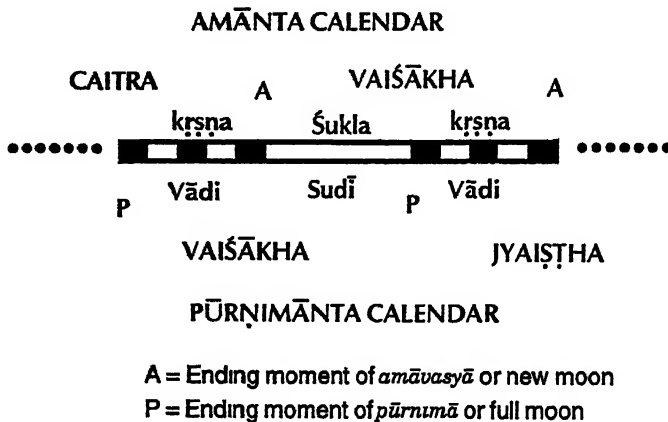 AMĀNTA CALENDAR
CAITRA A VAIŚĀKHA A
kṛṣṇa Śukla kṛṣṇa
Vādi Sudī Vādi
P P
VAIŚĀKHA JYAIṢṬHA
PŪRṆIMĀNTA CALENDAR
A = Ending moment of amāvasyā or new moon
P = Ending moment of pūrnımā or full moon